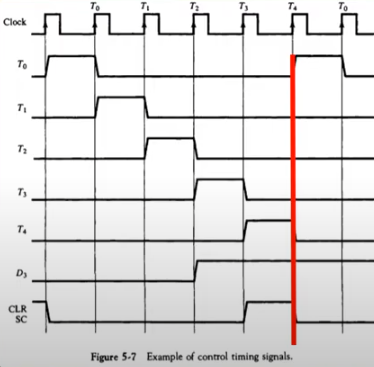 T0 T1 T2 T3 T4 T0
Clock
T0
T1
T2
T3
T4
D3
CLR
SC
Figure 5-7 Example of control timing signals.